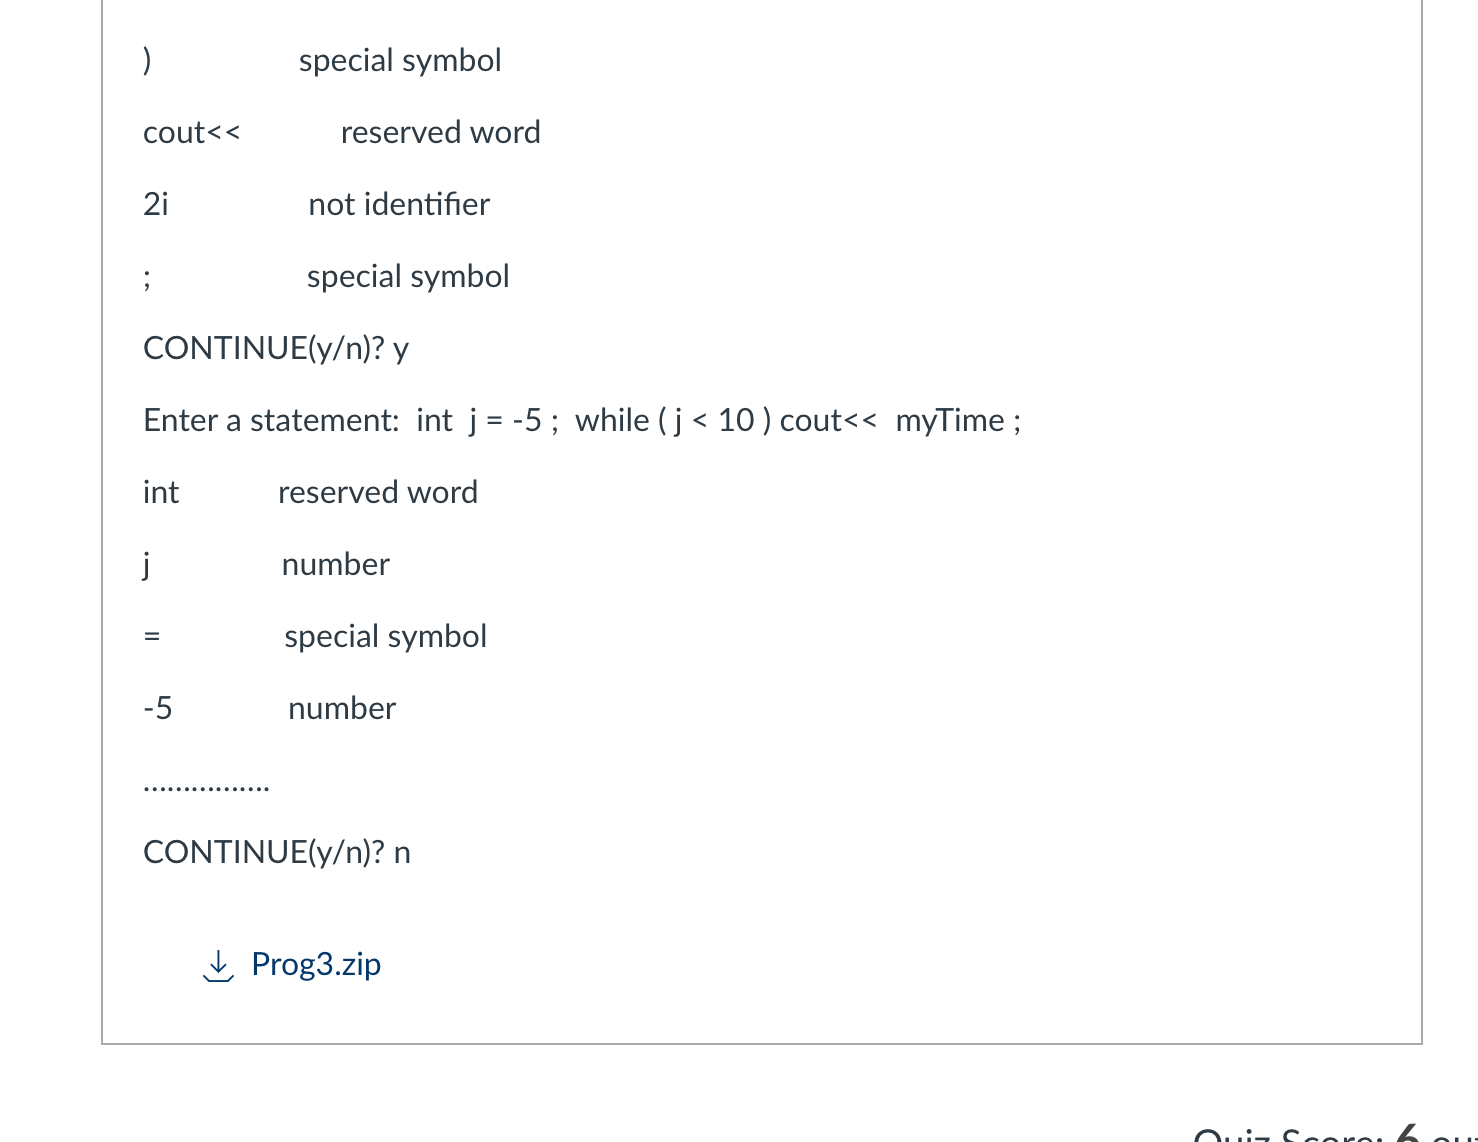 ) special symbol
cout<< reserved word
2i not identifier
; special symbol
CONTINUE(y/n)? y
Enter a statement: int j = -5 ; while ( j < 10 ) cout<< myTime ;
int reserved word
j number
= special symbol
-5 number
................
CONTINUE(y/n)? n
Prog3.zip
Quiz Score: 6